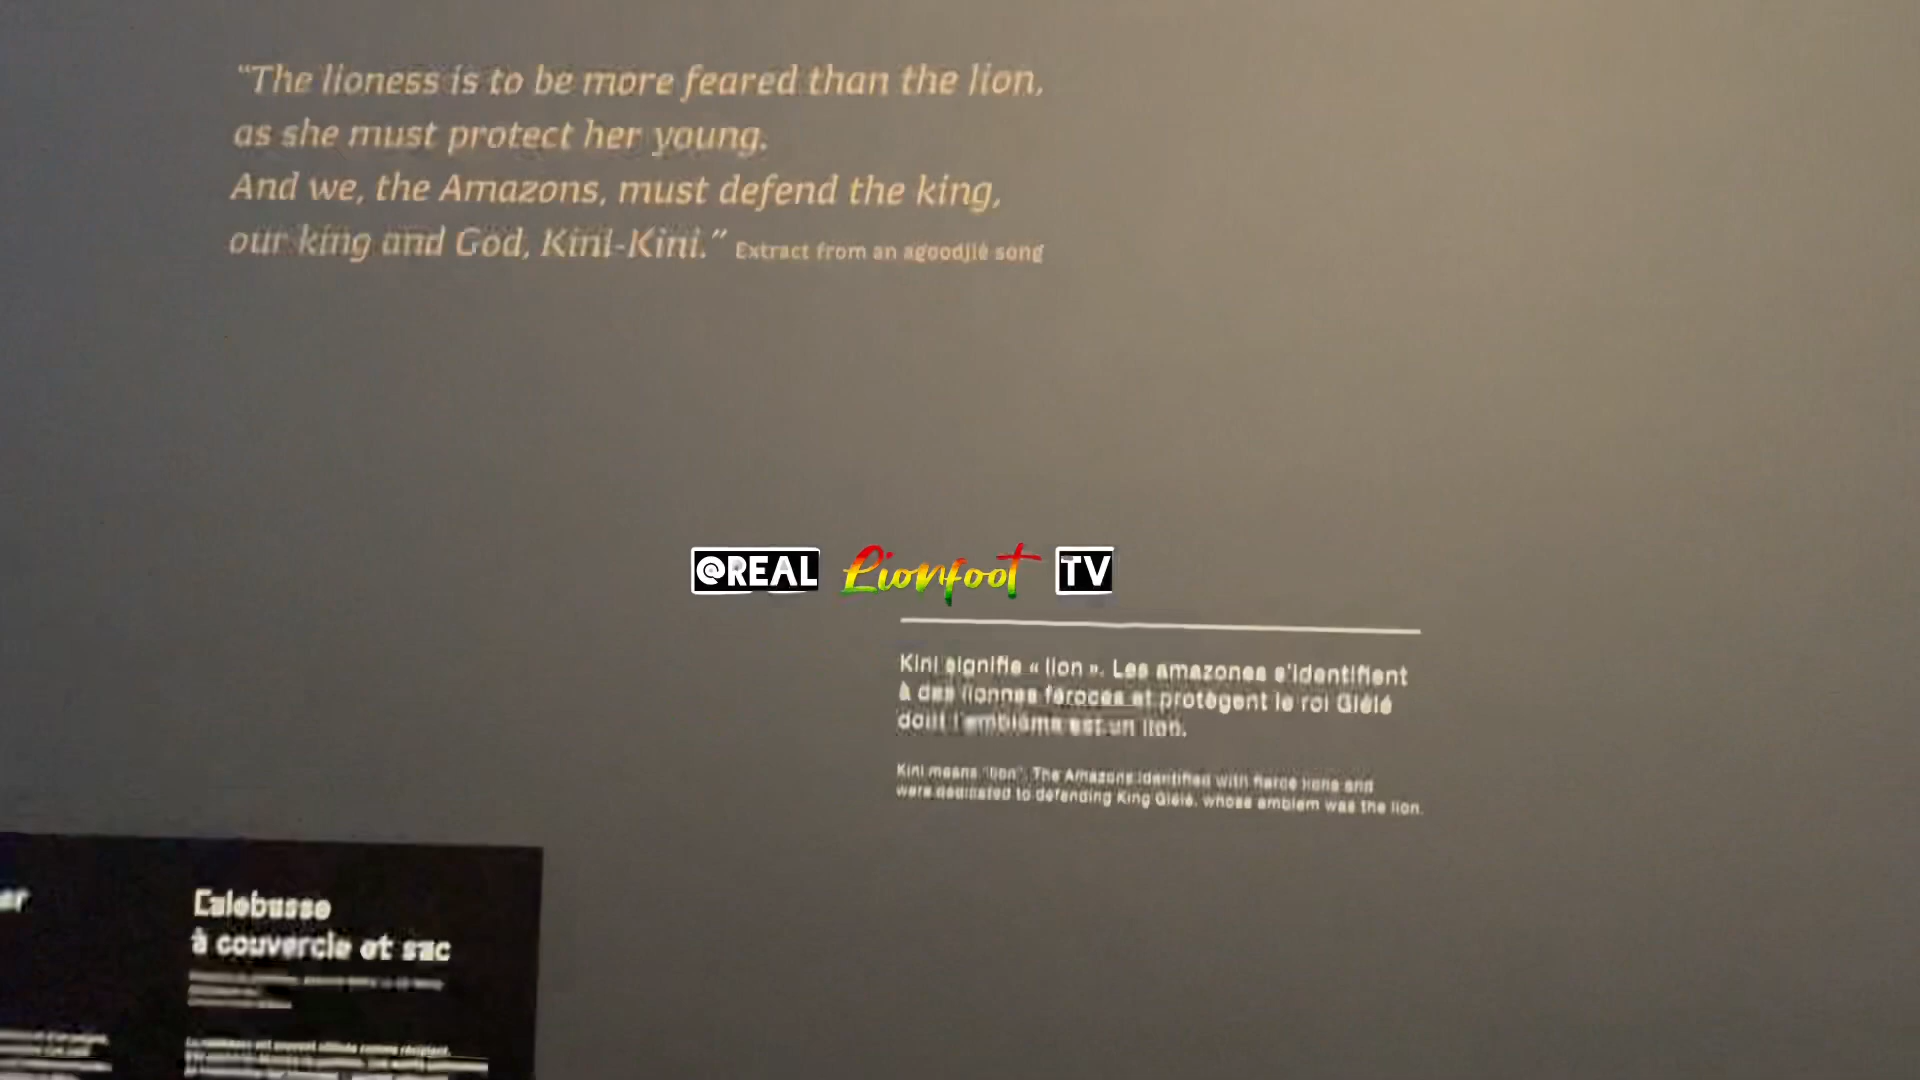 “The lioness is to be more feared than the lion,
as she must protect her young.
And we, the Amazons, must defend the king,
our king and God, Kini-Kini.” Extract from an agoodjié song
@REAL Lionfoot TV
Kini signifie « lion ». Les amazones s'identifient
à des lionnes féroces et protègent le roi Glélé
dont l'emblème est un lion.
Kini means “lion”. The Amazons identified with fierce lions and
were dedicated to defending King Glélé, whose emblem was the lion.
er
Calebasse
à couvercle et sac